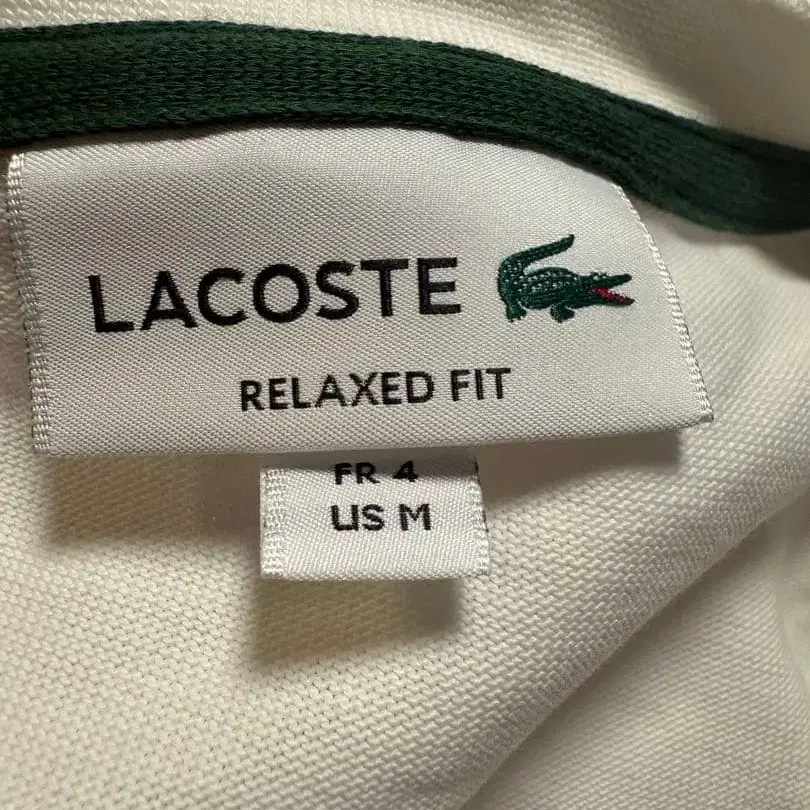 LACOSTE
RELAXED FIT
FR 4
US M